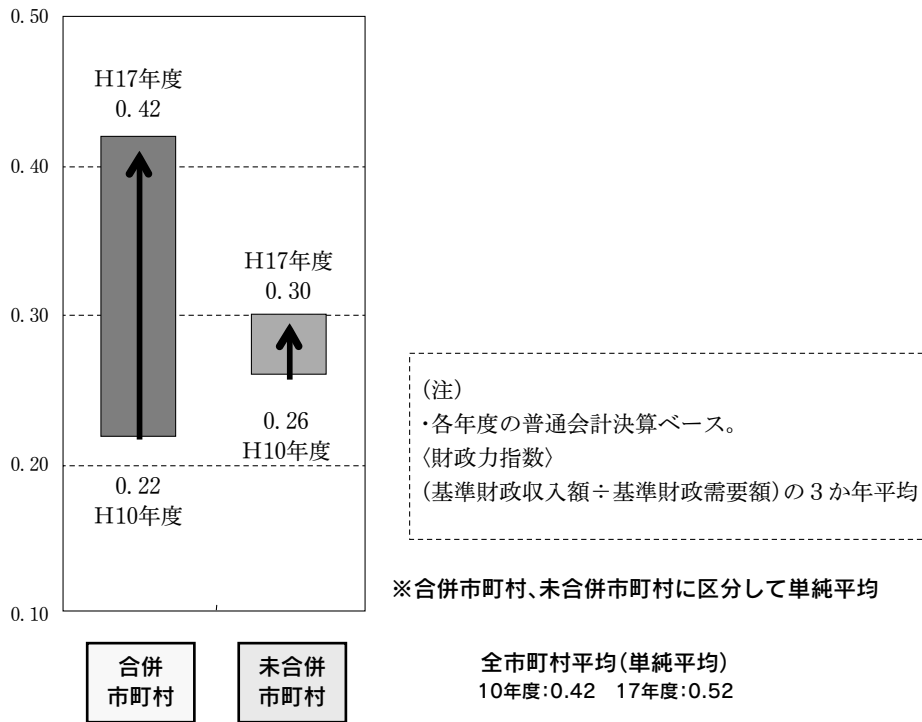 0.50
0.40
0.30
0.20
0.10
H17年度
0.42
0.22
H10年度
H17年度
0.30
0.26
H10年度
合併
市町村
未合併
市町村
(注)
・各年度の普通会計決算ベース。
〈財政力指数〉
(基準財政収入額÷基準財政需要額)の3か年平均
※合併市町村、未合併市町村に区分して単純平均
全市町村平均(単純平均)
10年度:0.42 17年度:0.52